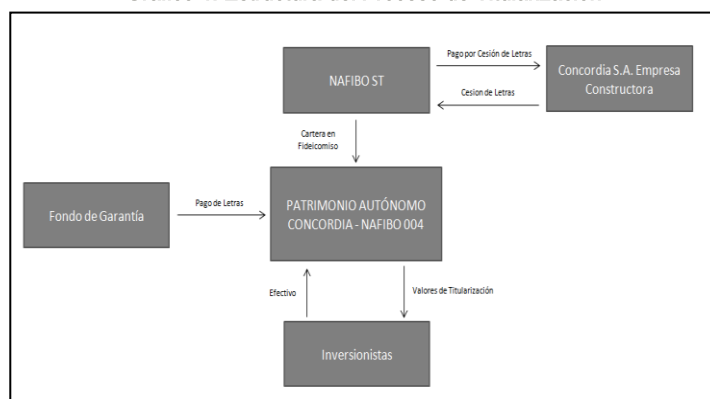 NAFIBO ST
Pago por Cesión de Letras
Cesion de Letras
Concordia S.A. Empresa
Constructora
Cartera en
Fideicomiso
Fondo de Garantía
Pago de Letras
PATRIMONIO AUTÓNOMO
CONCORDIA - NAFIBO 004
Efectivo
Valores de Titularización
Inversionistas